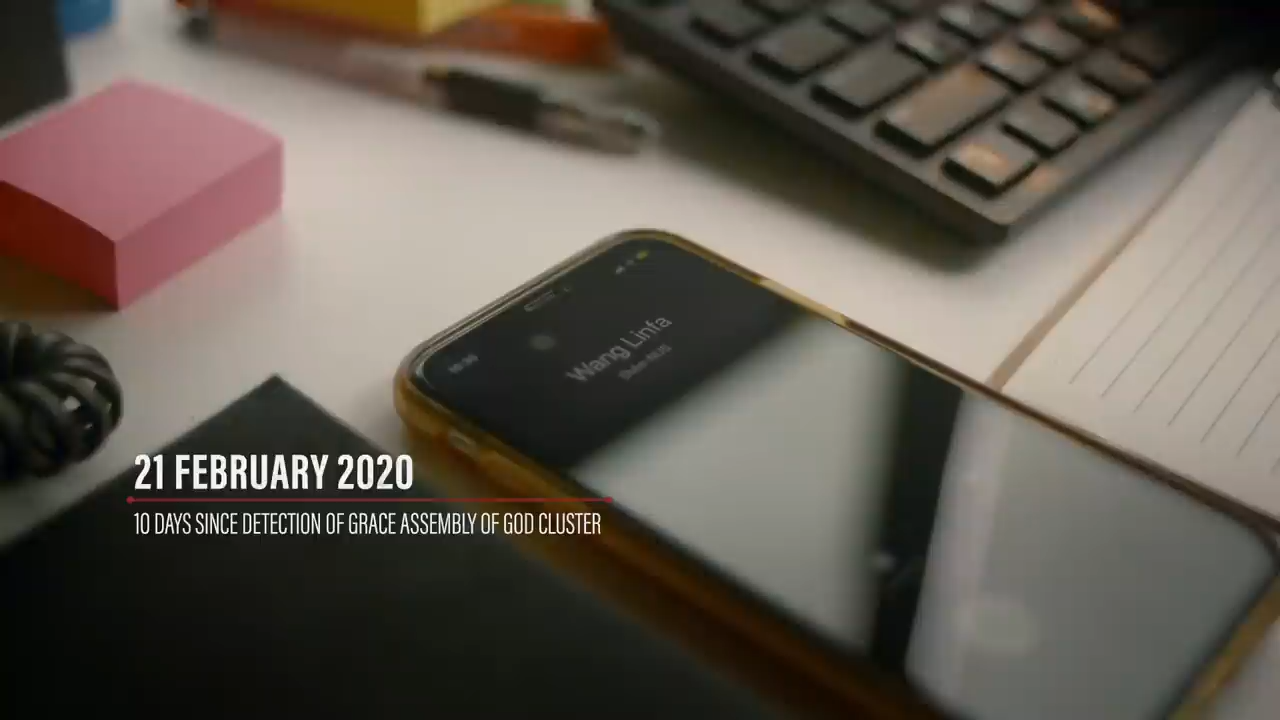 Wang Linfa
21 FEBRUARY 2020
10 DAYS SINCE DETECTION OF GRACE ASSEMBLY OF GOD CLUSTER